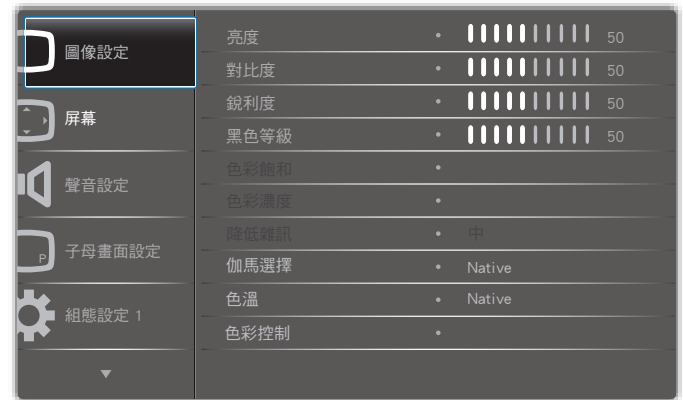 圖像設定
屏幕
聲音設定
P
子母畫面設定
組態設定 1
亮度 • 50
對比度 • 50
銳利度 • 50
黑色等級 • 50
色彩飽和 •
色彩濃度 •
降低雜訊 • 中
伽馬選擇 • Native
色溫 • Native
色彩控制 •